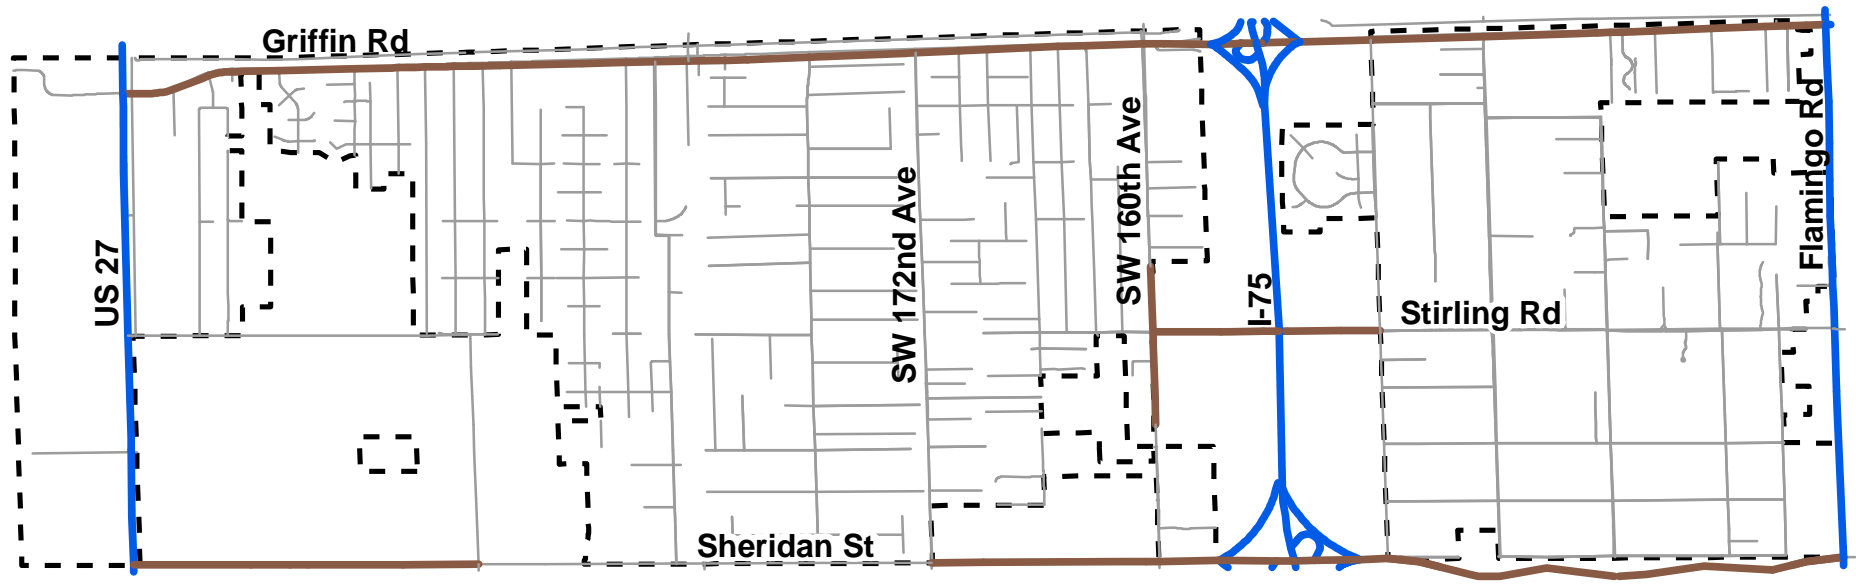 Griffin Rd
US 27
SW 172nd Ave
SW 160th Ave
I-75
Stirling Rd
Flamingo Rd
Sheridan St